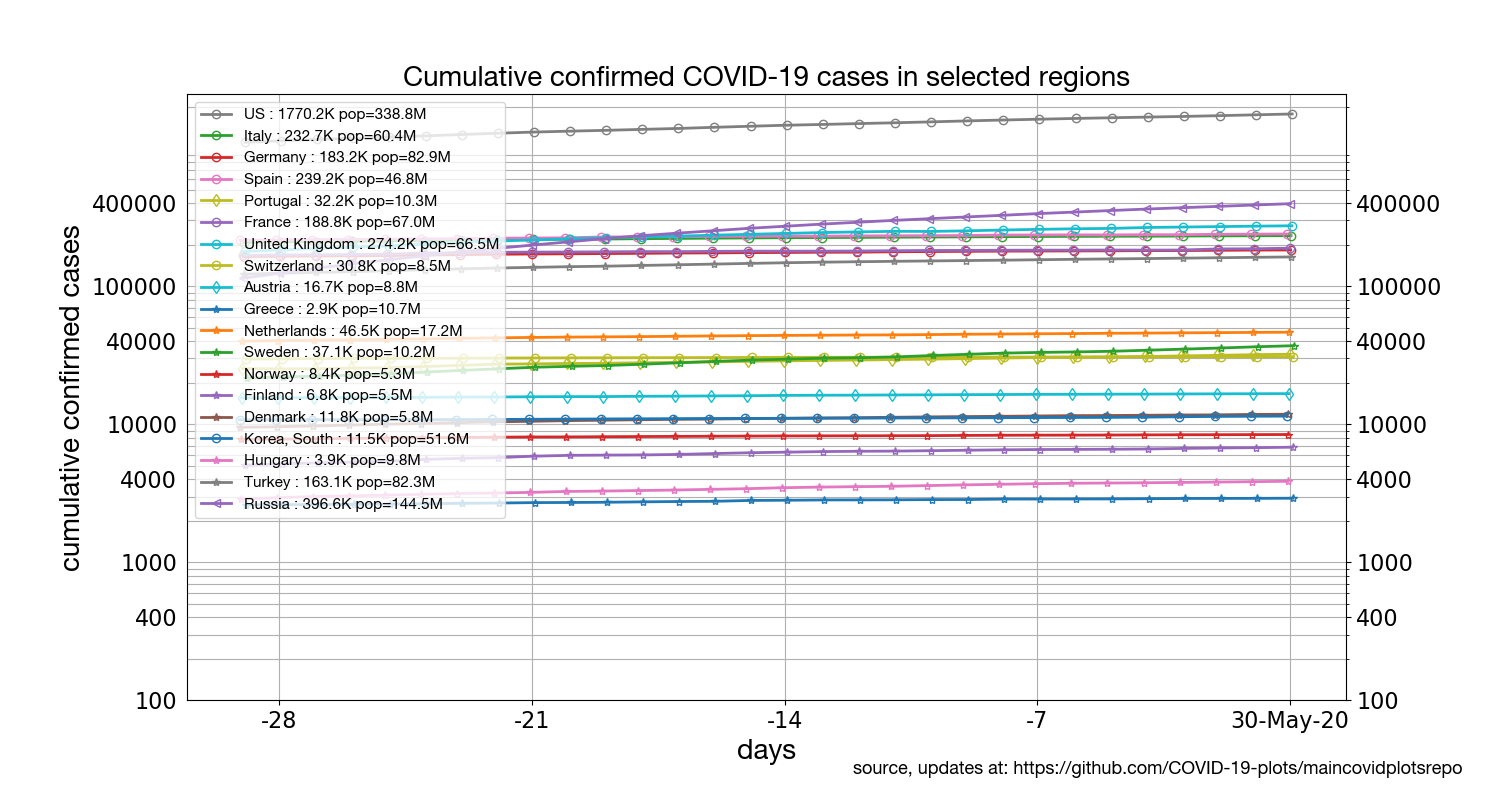 Cumulative confirmed COVID-19 cases in selected regions
US : 1770.2K pop=338.8M
Italy : 232.7K pop=60.4M
Germany : 183.2K pop=82.9M
Spain : 239.2K pop=46.8M
Portugal : 32.2K pop=10.3M
France : 188.8K pop=67.0M
United Kingdom : 274.2K pop=66.5M
Switzerland : 30.8K pop=8.5M
Austria : 16.7K pop=8.8M
Greece : 2.9K pop=10.7M
Netherlands : 46.5K pop=17.2M
Sweden : 37.1K pop=10.2M
Norway : 8.4K pop=5.3M
Finland : 6.8K pop=5.5M
Denmark : 11.8K pop=5.8M
Korea, South : 11.5K pop=51.6M
Hungary : 3.9K pop=9.8M
Turkey : 163.1K pop=82.3M
Russia : 396.6K pop=144.5M
cumulative confirmed cases
400000
100000
40000
10000
4000
1000
400
100
400000
100000
40000
10000
4000
1000
400
100
-28 -21 -14 -7 30-May-20
days
source, updates at: https://github.com/COVID-19-plots/maincovidplotsrepo